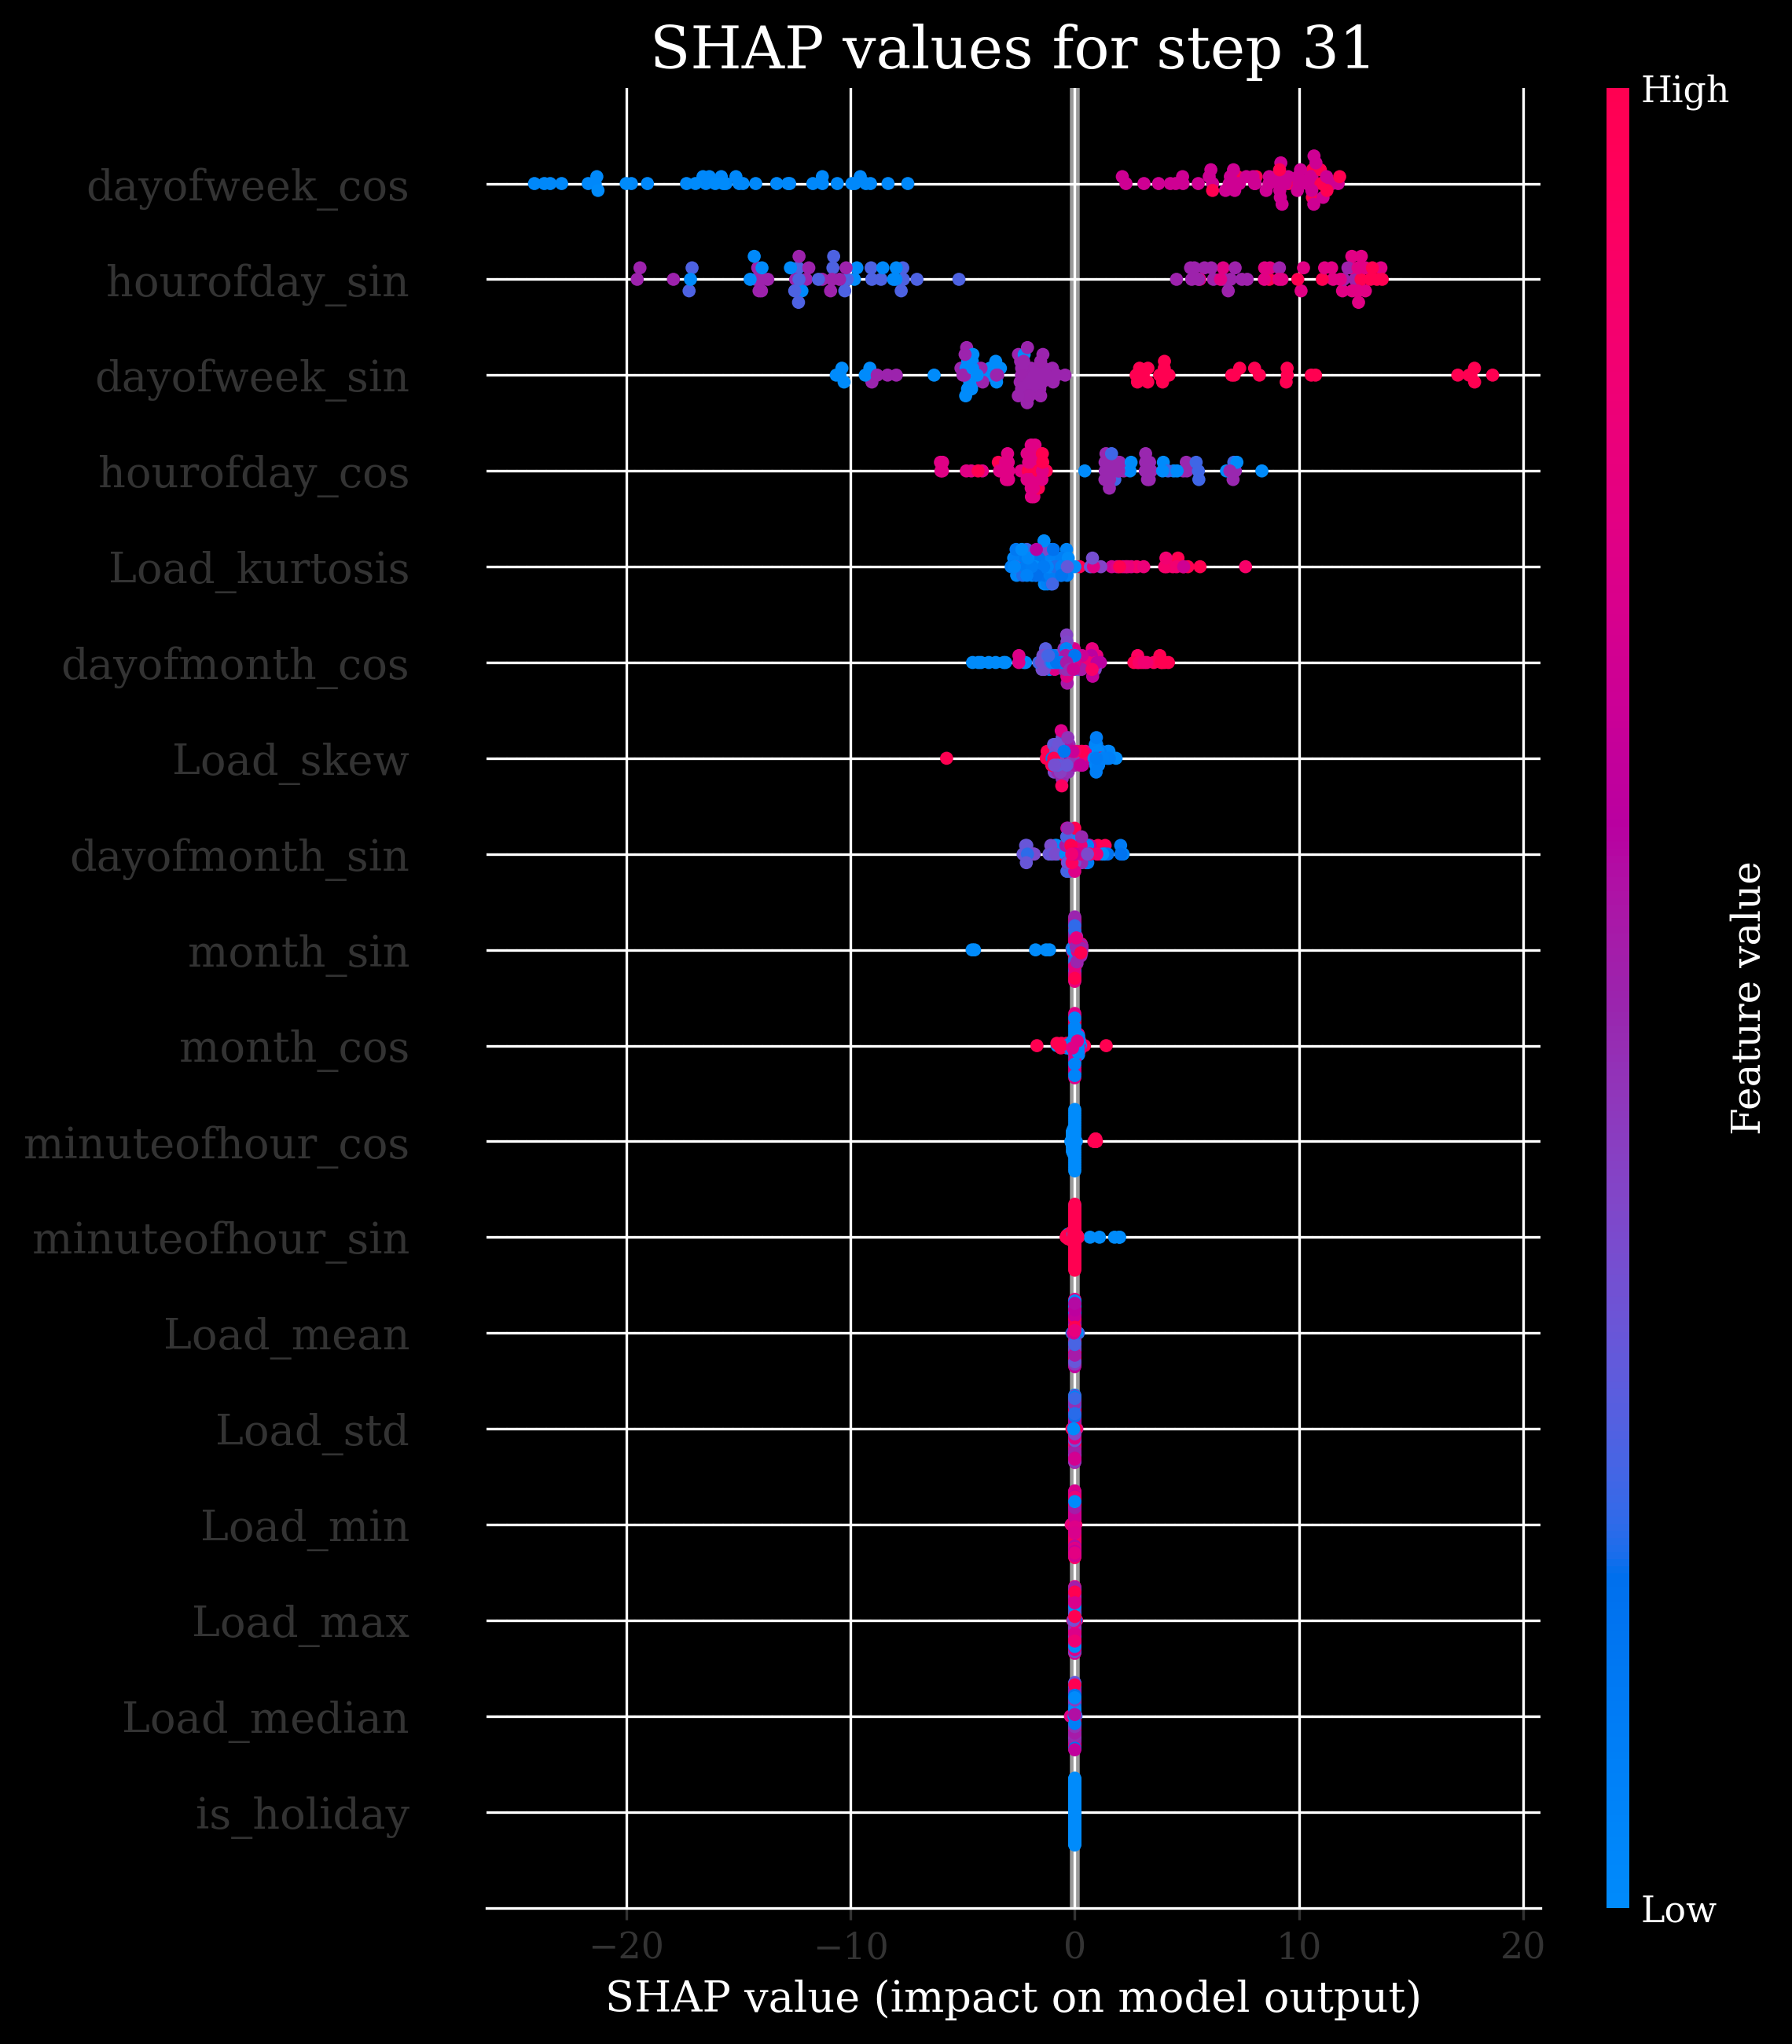 SHAP values for step 31
High
dayofweek_cos
hourofday_sin
dayofweek_sin
hourofday_cos
Load_kurtosis
dayofmonth_cos
Load_skew
dayofmonth_sin
month_sin
month_cos
minuteofhour_cos
minuteofhour_sin
Load_mean
Load_std
Load_min
Load_max
Load_median
is_holiday
Feature value
Low
−20 −10 0 10 20
SHAP value (impact on model output)